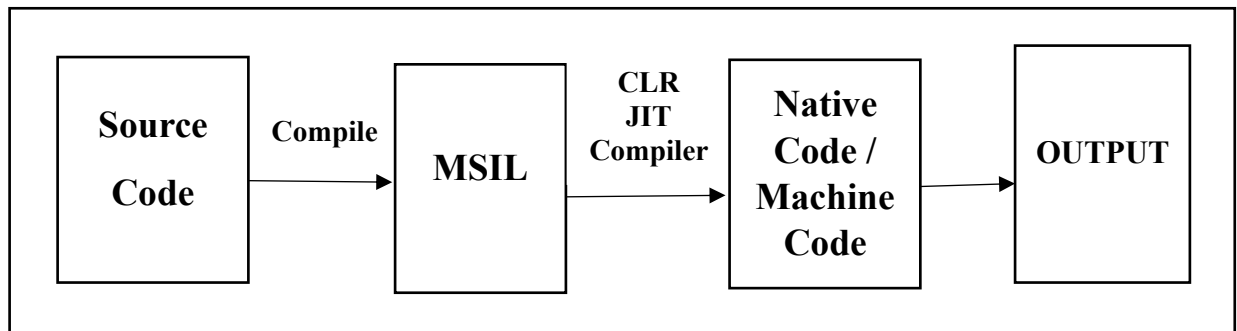 Source
Code
Compile
MSIL
CLR
JIT
Compiler
Native
Code /
Machine
Code
OUTPUT